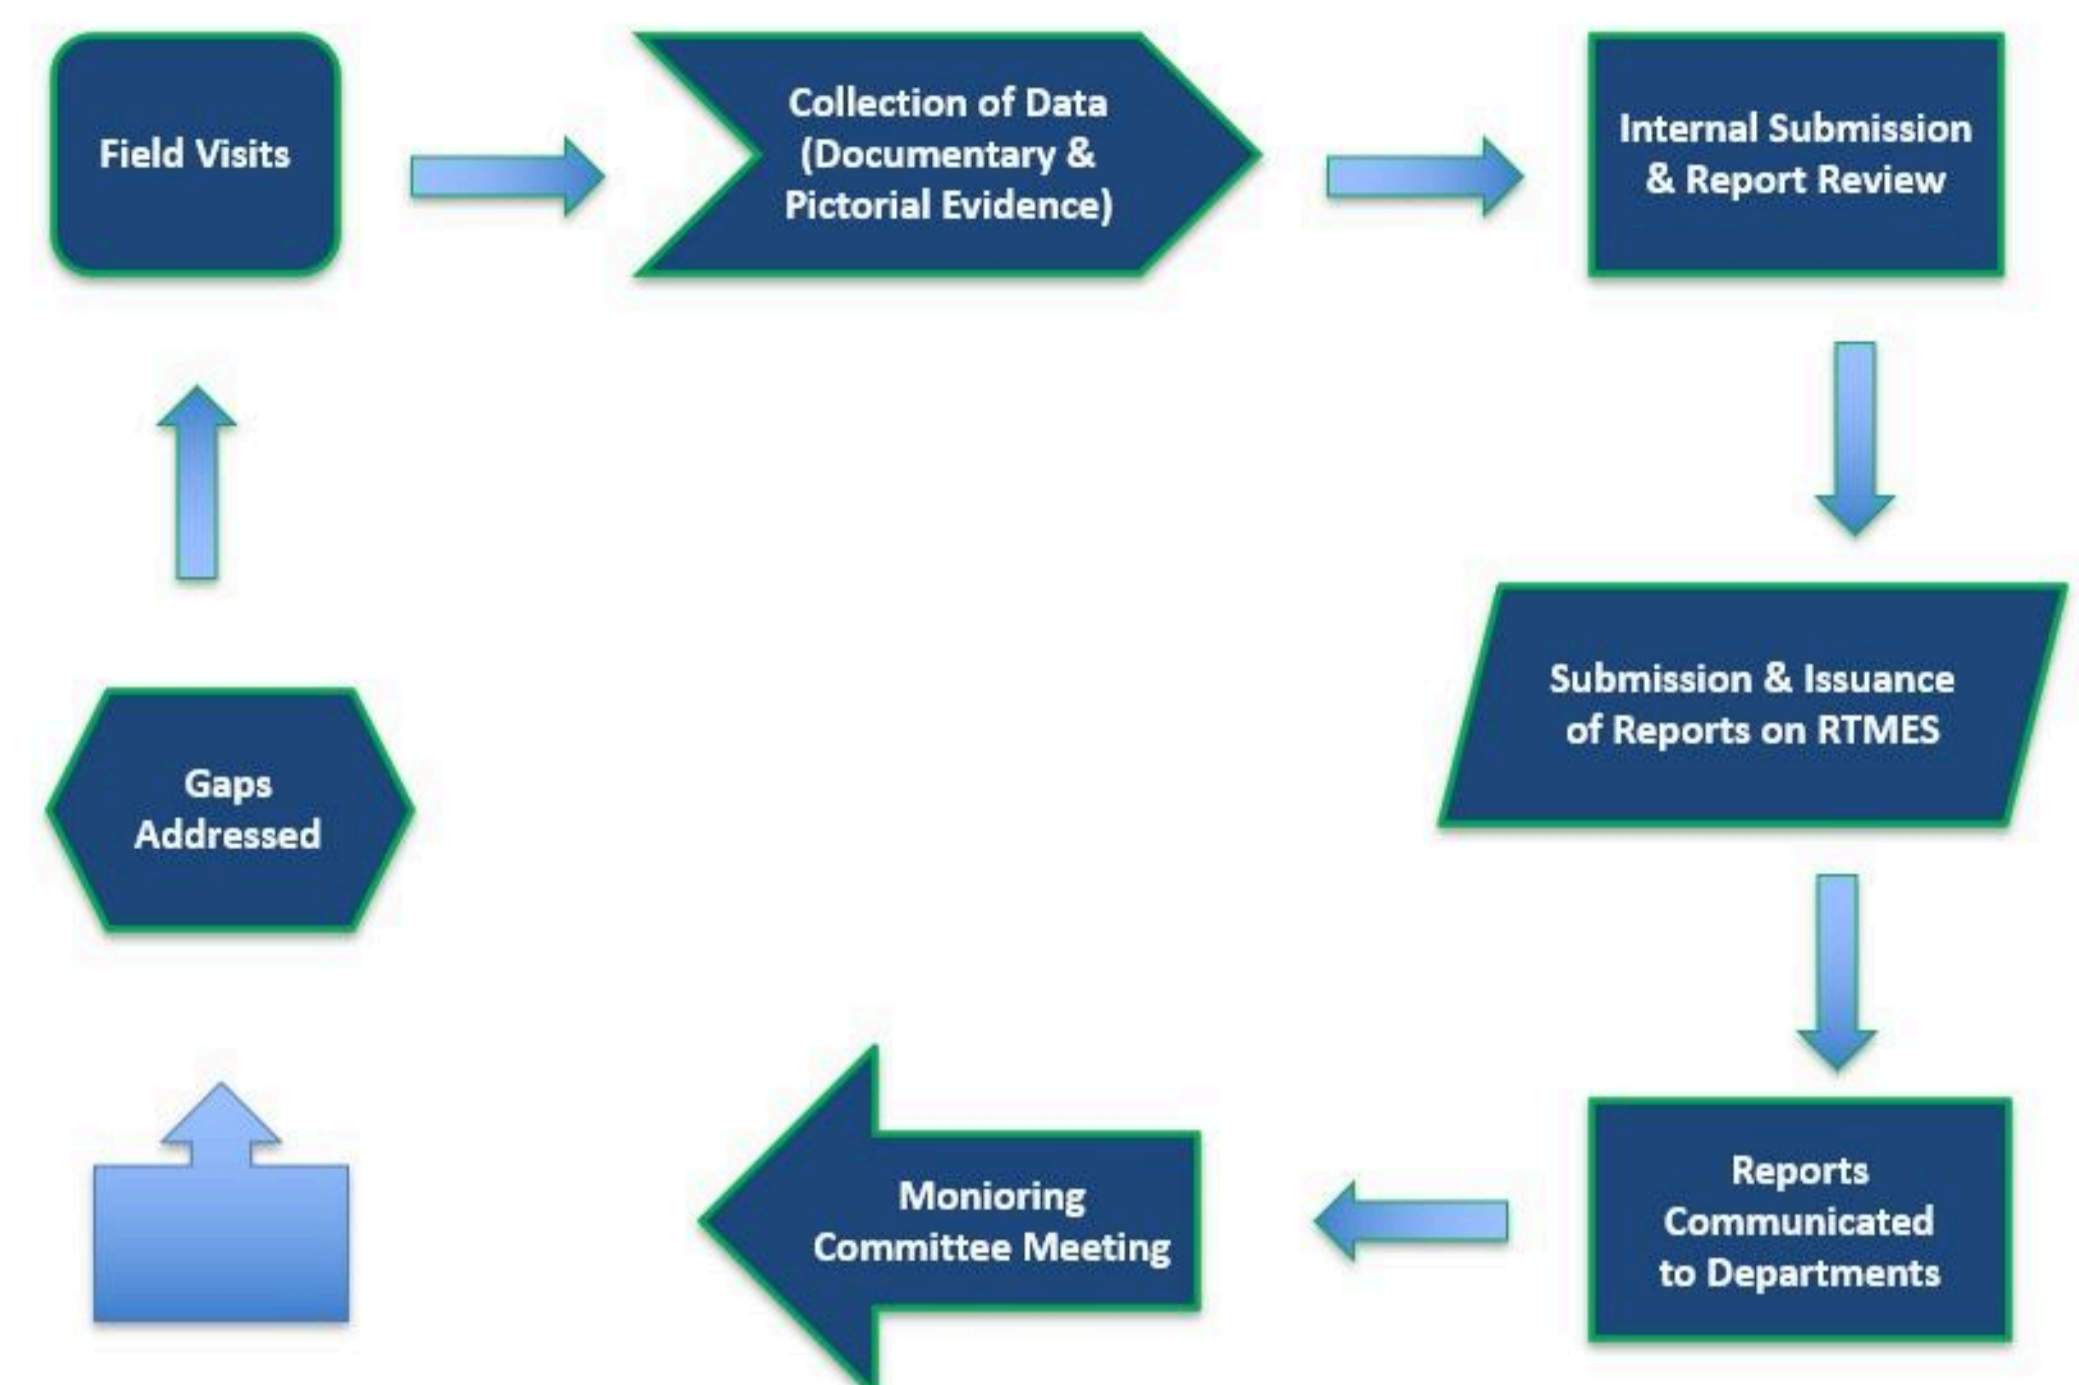 Field Visits
Collection of Data
(Documentary &
Pictorial Evidence)
Internal Submission
& Report Review
Submission & Issuance
of Reports on RTMES
Reports
Communicated
to Departments
Monioring
Committee Meeting
Gaps
Addressed